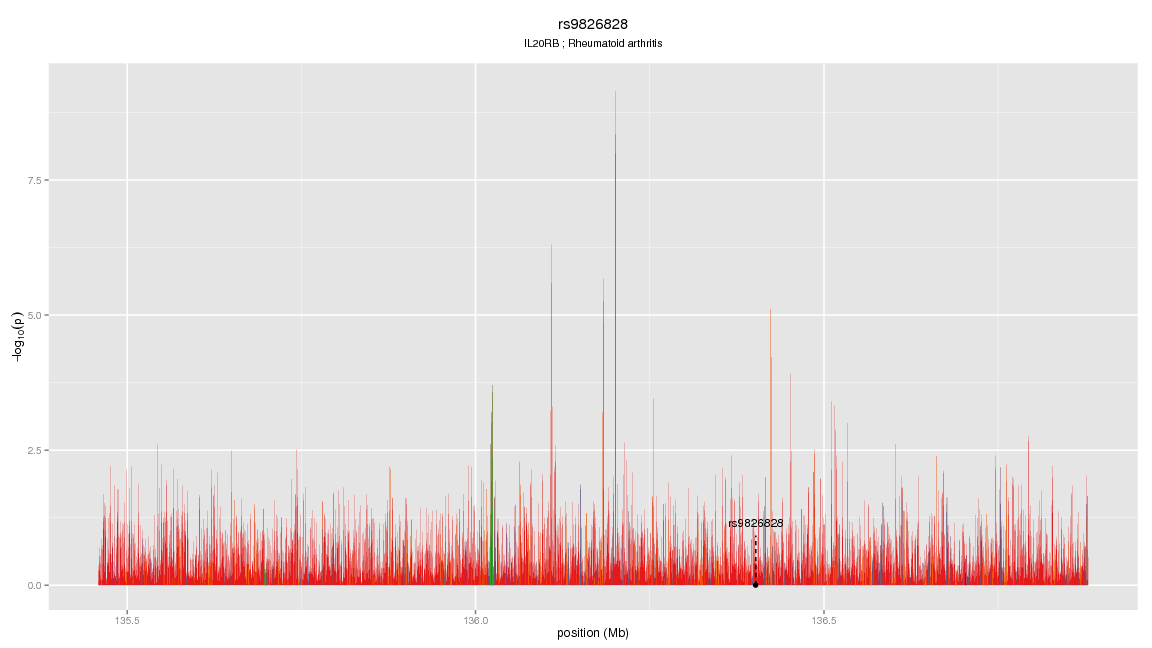 rs9826828
IL20RB ; Rheumatoid arthritis
−log10(p)
7.5
5.0
2.5
0.0
rs9826828
135.5
136.0
136.5
position (Mb)